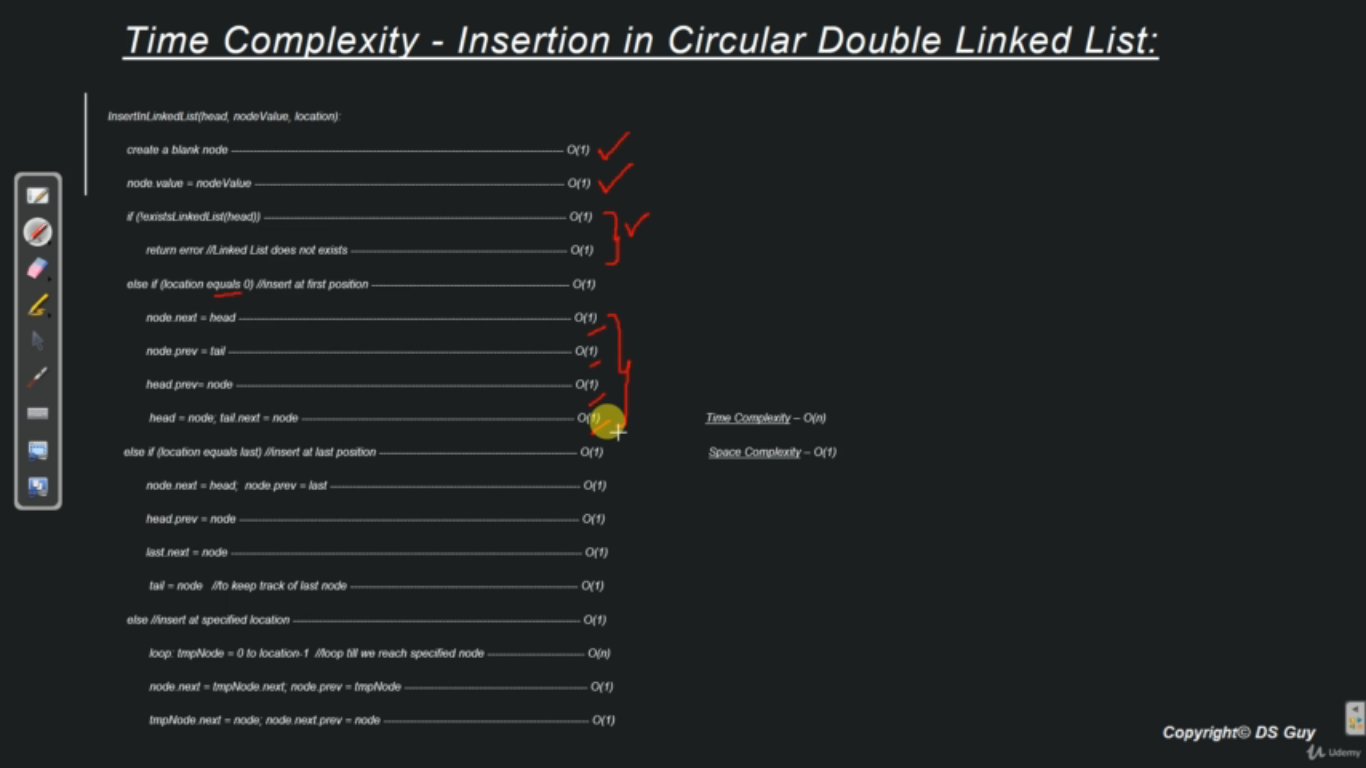 Time Complexity - Insertion in Circular Double Linked List:
InsertInLinkedList(head, nodeValue, location):
create a blank node -------- O(1)
node.value = nodeValue -------- O(1)
if (!existsLinkedList(head)) -------- O(1)
return error //Linked List does not exists -------- O(1)
else if (location equals 0) //insert at first position -------- O(1)
node.next = head -------- O(1)
node.prev = tail -------- O(1)
head.prev= node -------- O(1)
head = node; tail.next = node -------- O(1)
Time Complexity – O(n)
else if (location equals last) //insert at last position -------- O(1)
Space Complexity – O(1)
node.next = head; node.prev = last -------- O(1)
head.prev = node -------- O(1)
last.next = node -------- O(1)
tail = node //to keep track of last node -------- O(1)
else //insert at specified location -------- O(1)
loop: tmpNode = 0 to location-1 //loop till we reach specified node -------- O(n)
node.next = tmpNode.next; node.prev = tmpNode -------- O(1)
tmpNode.next = node; node.next.prev = node -------- O(1)
Copyright© DS Guy
Udemy